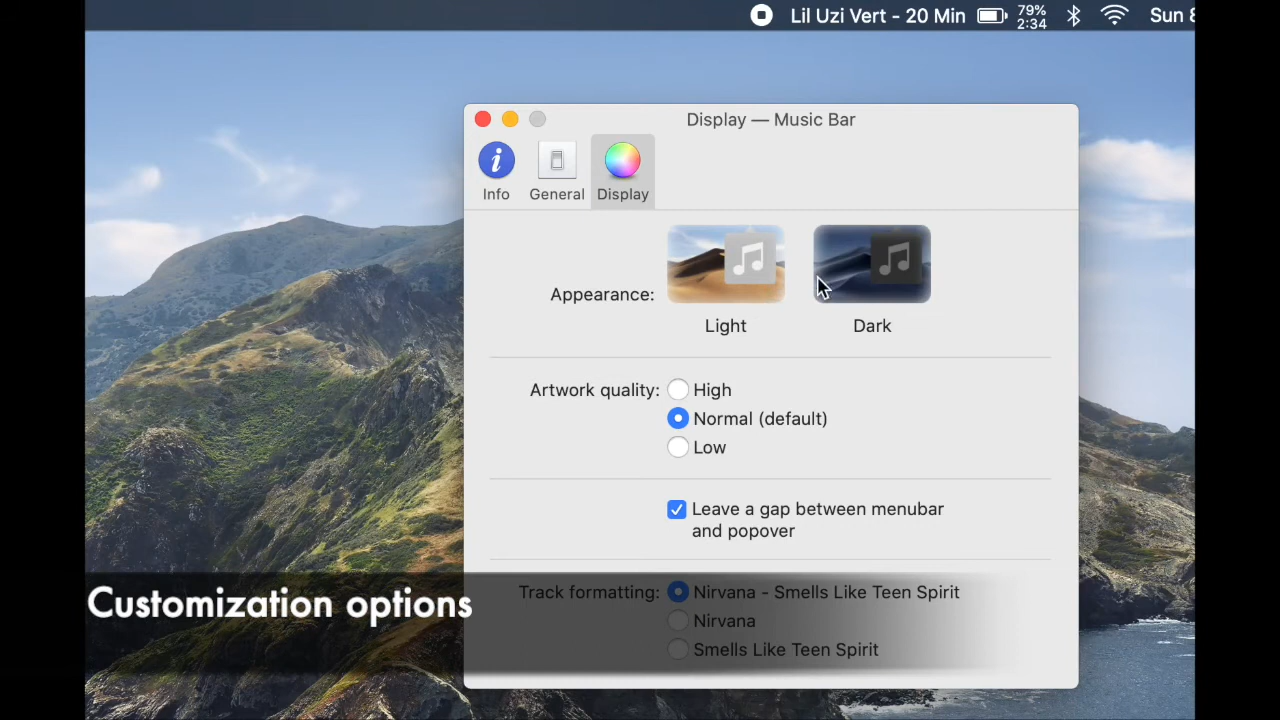 Lil Uzi Vert - 20 Min
79%
2:34
Sun
Display — Music Bar
Info
General
Display
Appearance:
Light
Dark
Artwork quality:
High
Normal (default)
Low
Leave a gap between menubar
and popover
Track formatting:
Nirvana - Smells Like Teen Spirit
Nirvana
Smells Like Teen Spirit
Customization options